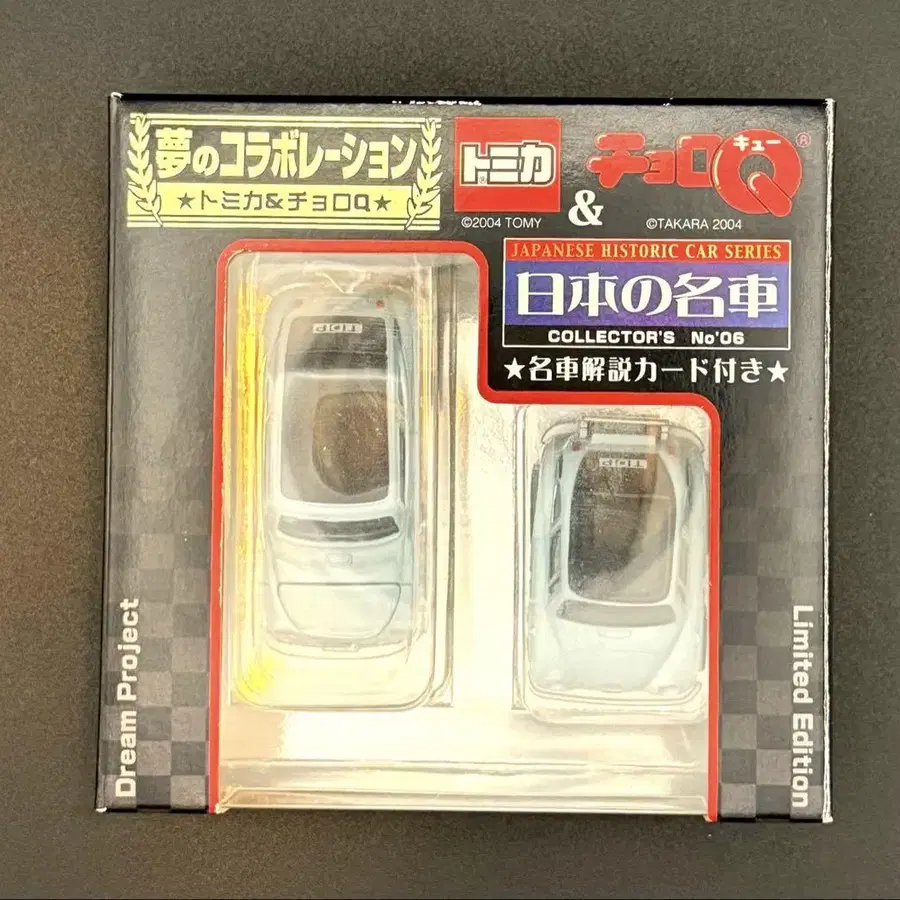 夢のコラボレーション
★トミカ&チョロQ★
トミカ®
©2004 TOMY
&
チョロQ®
キュー
©TAKARA 2004
JAPANESE HISTORIC CAR SERIES
日本の名車
COLLECTOR'S No'06
★名車解説カード付き★
TDP
TDP
Dream Project
Limited Edition